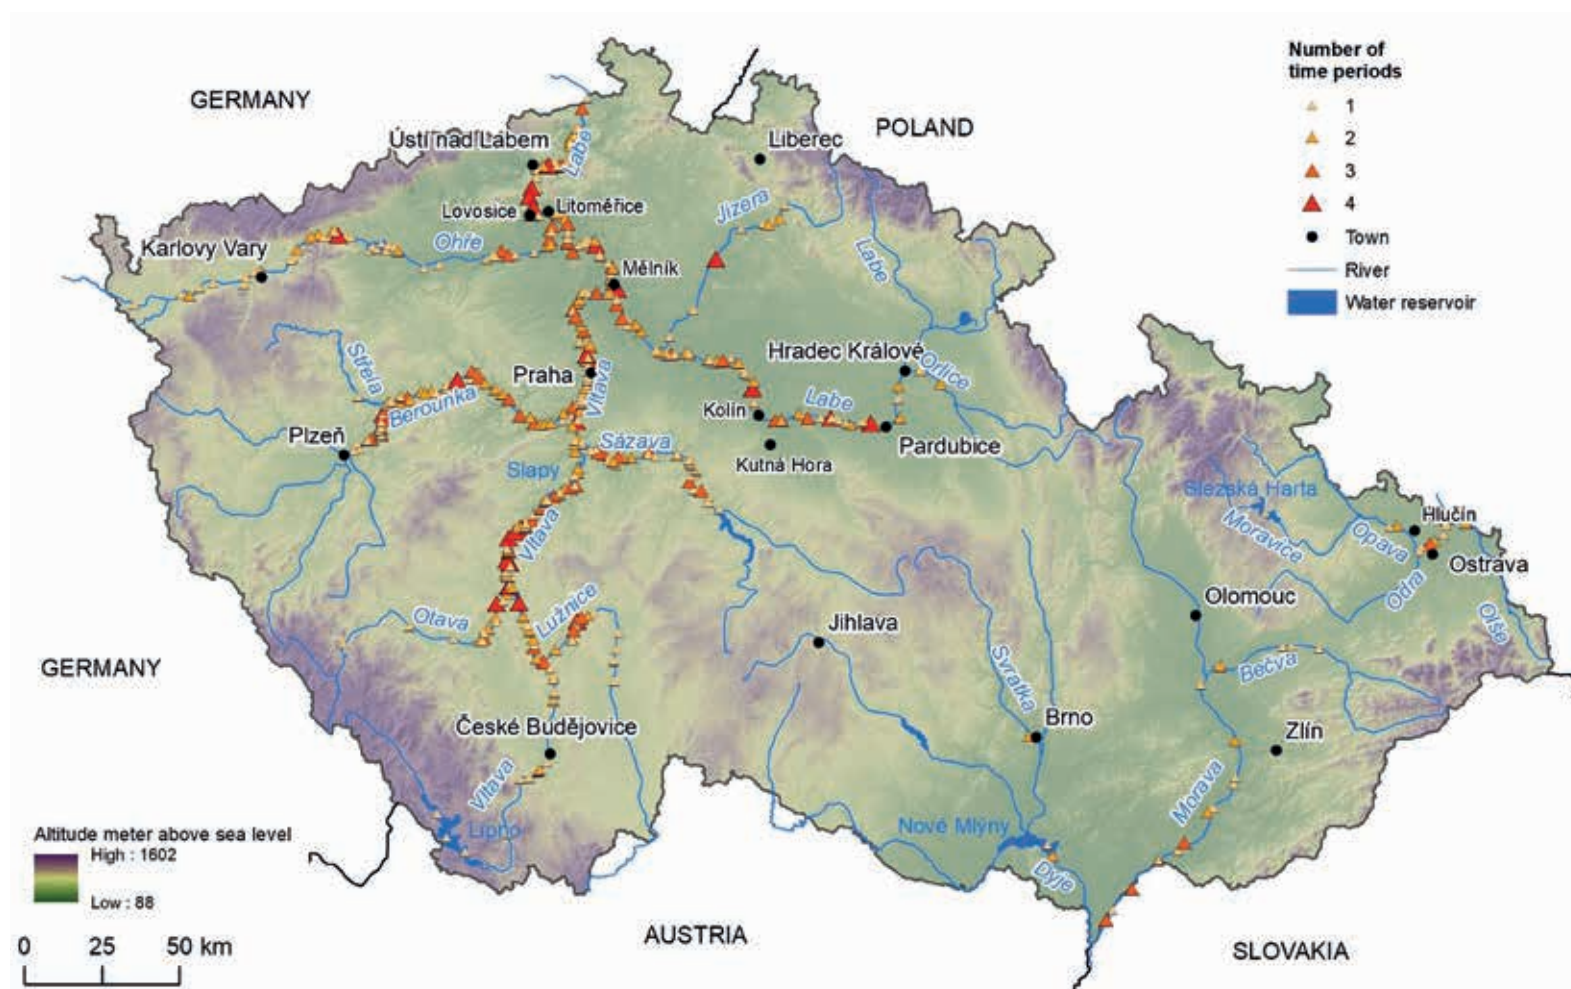 Number of
time periods
1
2
3
4
Town
River
Water reservoir
GERMANY
POLAND
Ústí nad Labem
Labe
Liberec
Lovosice
Litoměřice
Jizera
Karlovy Vary
Ohře
Labe
Mělník
Střela
Praha
Vltava
Hradec Králové
Orlice
Berounka
Kolín
Labe
Plzeň
Sázava
Pardubice
Slapy
Kutná Hora
Slezská Harta
Hlučín
Vltava
Moravice
Opava
Ostrava
Odra
Olše
Otava
Lužnice
Jihlava
Olomouc
GERMANY
Svratka
Bečva
České Budějovice
Brno
Zlín
Vltava
Morava
Lipno
Nové Mlýny
Dyje
Altitude meter above sea level
High : 1602
Low : 88
0 25 50 km
AUSTRIA
SLOVAKIA